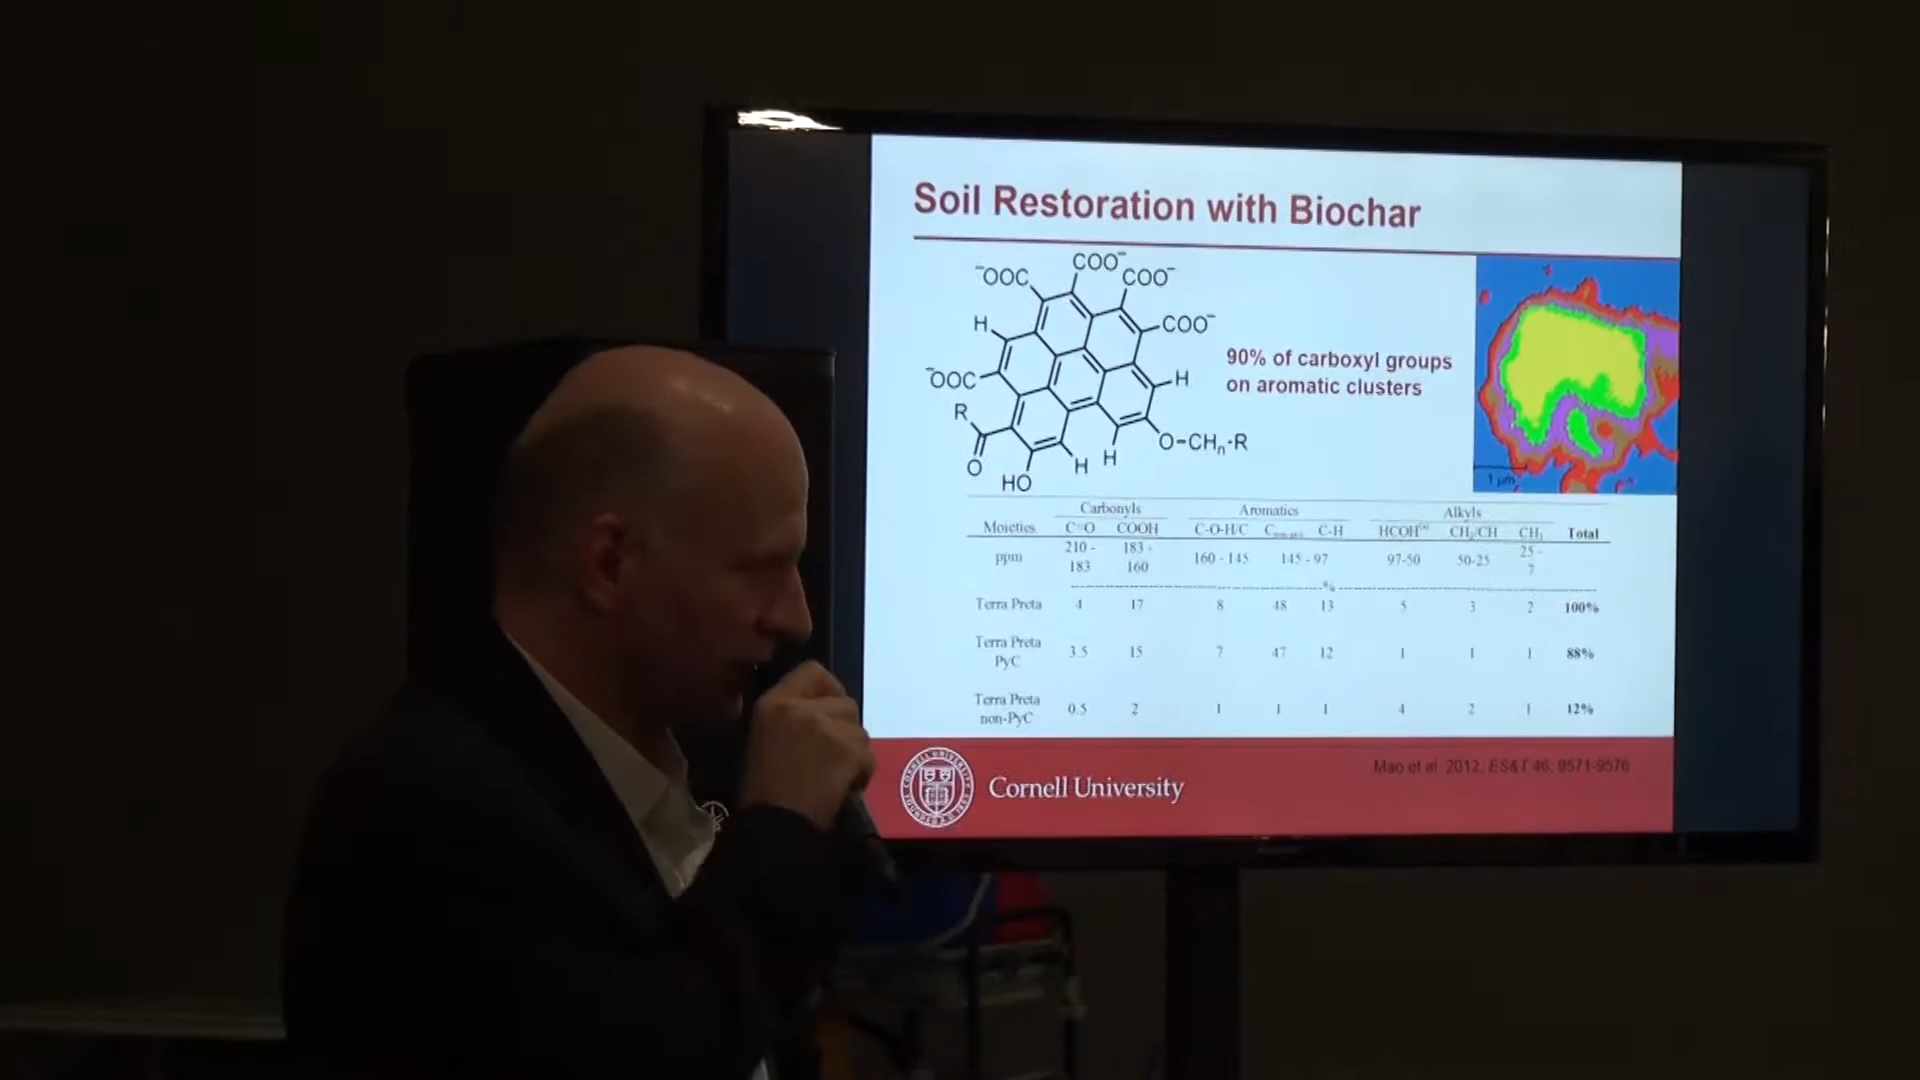 Soil Restoration with Biochar
⁻OOC COO⁻ COO⁻
H COO⁻
⁻OOC H
R
O-CHₙ-R
O H H
HO
90% of carboxyl groups
on aromatic clusters
1 µm
Carbonyls Aromatics Alkyls
Moieties C=O COOH C-O-H/C C-H HCOH CH₂/CH CH₃ Total
ppm 210 - 183 183 - 160 160 - 145 145 - 97 97-50 50-25 25 - 7
%
Terra Preta 4 17 8 48 13 5 3 2 100%
Terra Preta PyC 3.5 15 7 47 12 1 1 1 88%
Terra Preta non-PyC 0.5 2 1 1 1 4 2 1 12%
Cornell University
Mao et al 2012, ES&T 46, 9571-9576